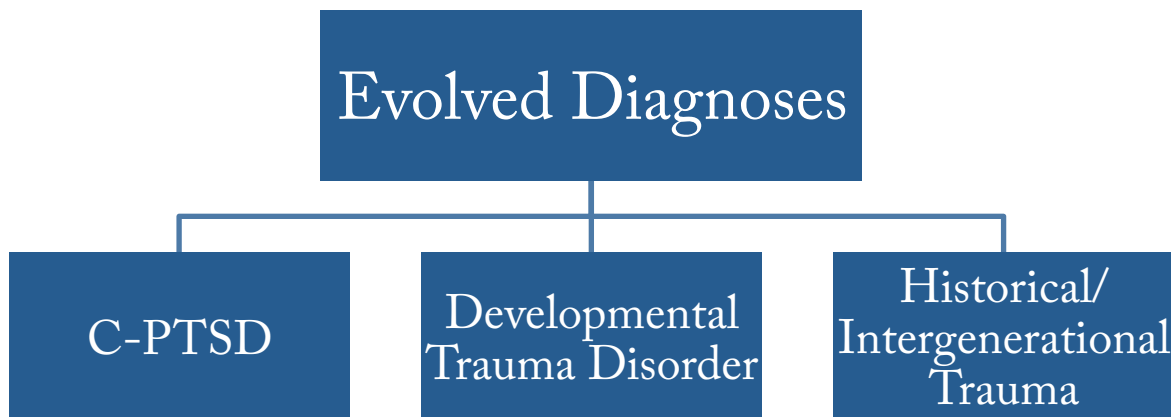 Evolved Diagnoses
C-PTSD
Developmental
Trauma Disorder
Historical/
Intergenerational
Trauma